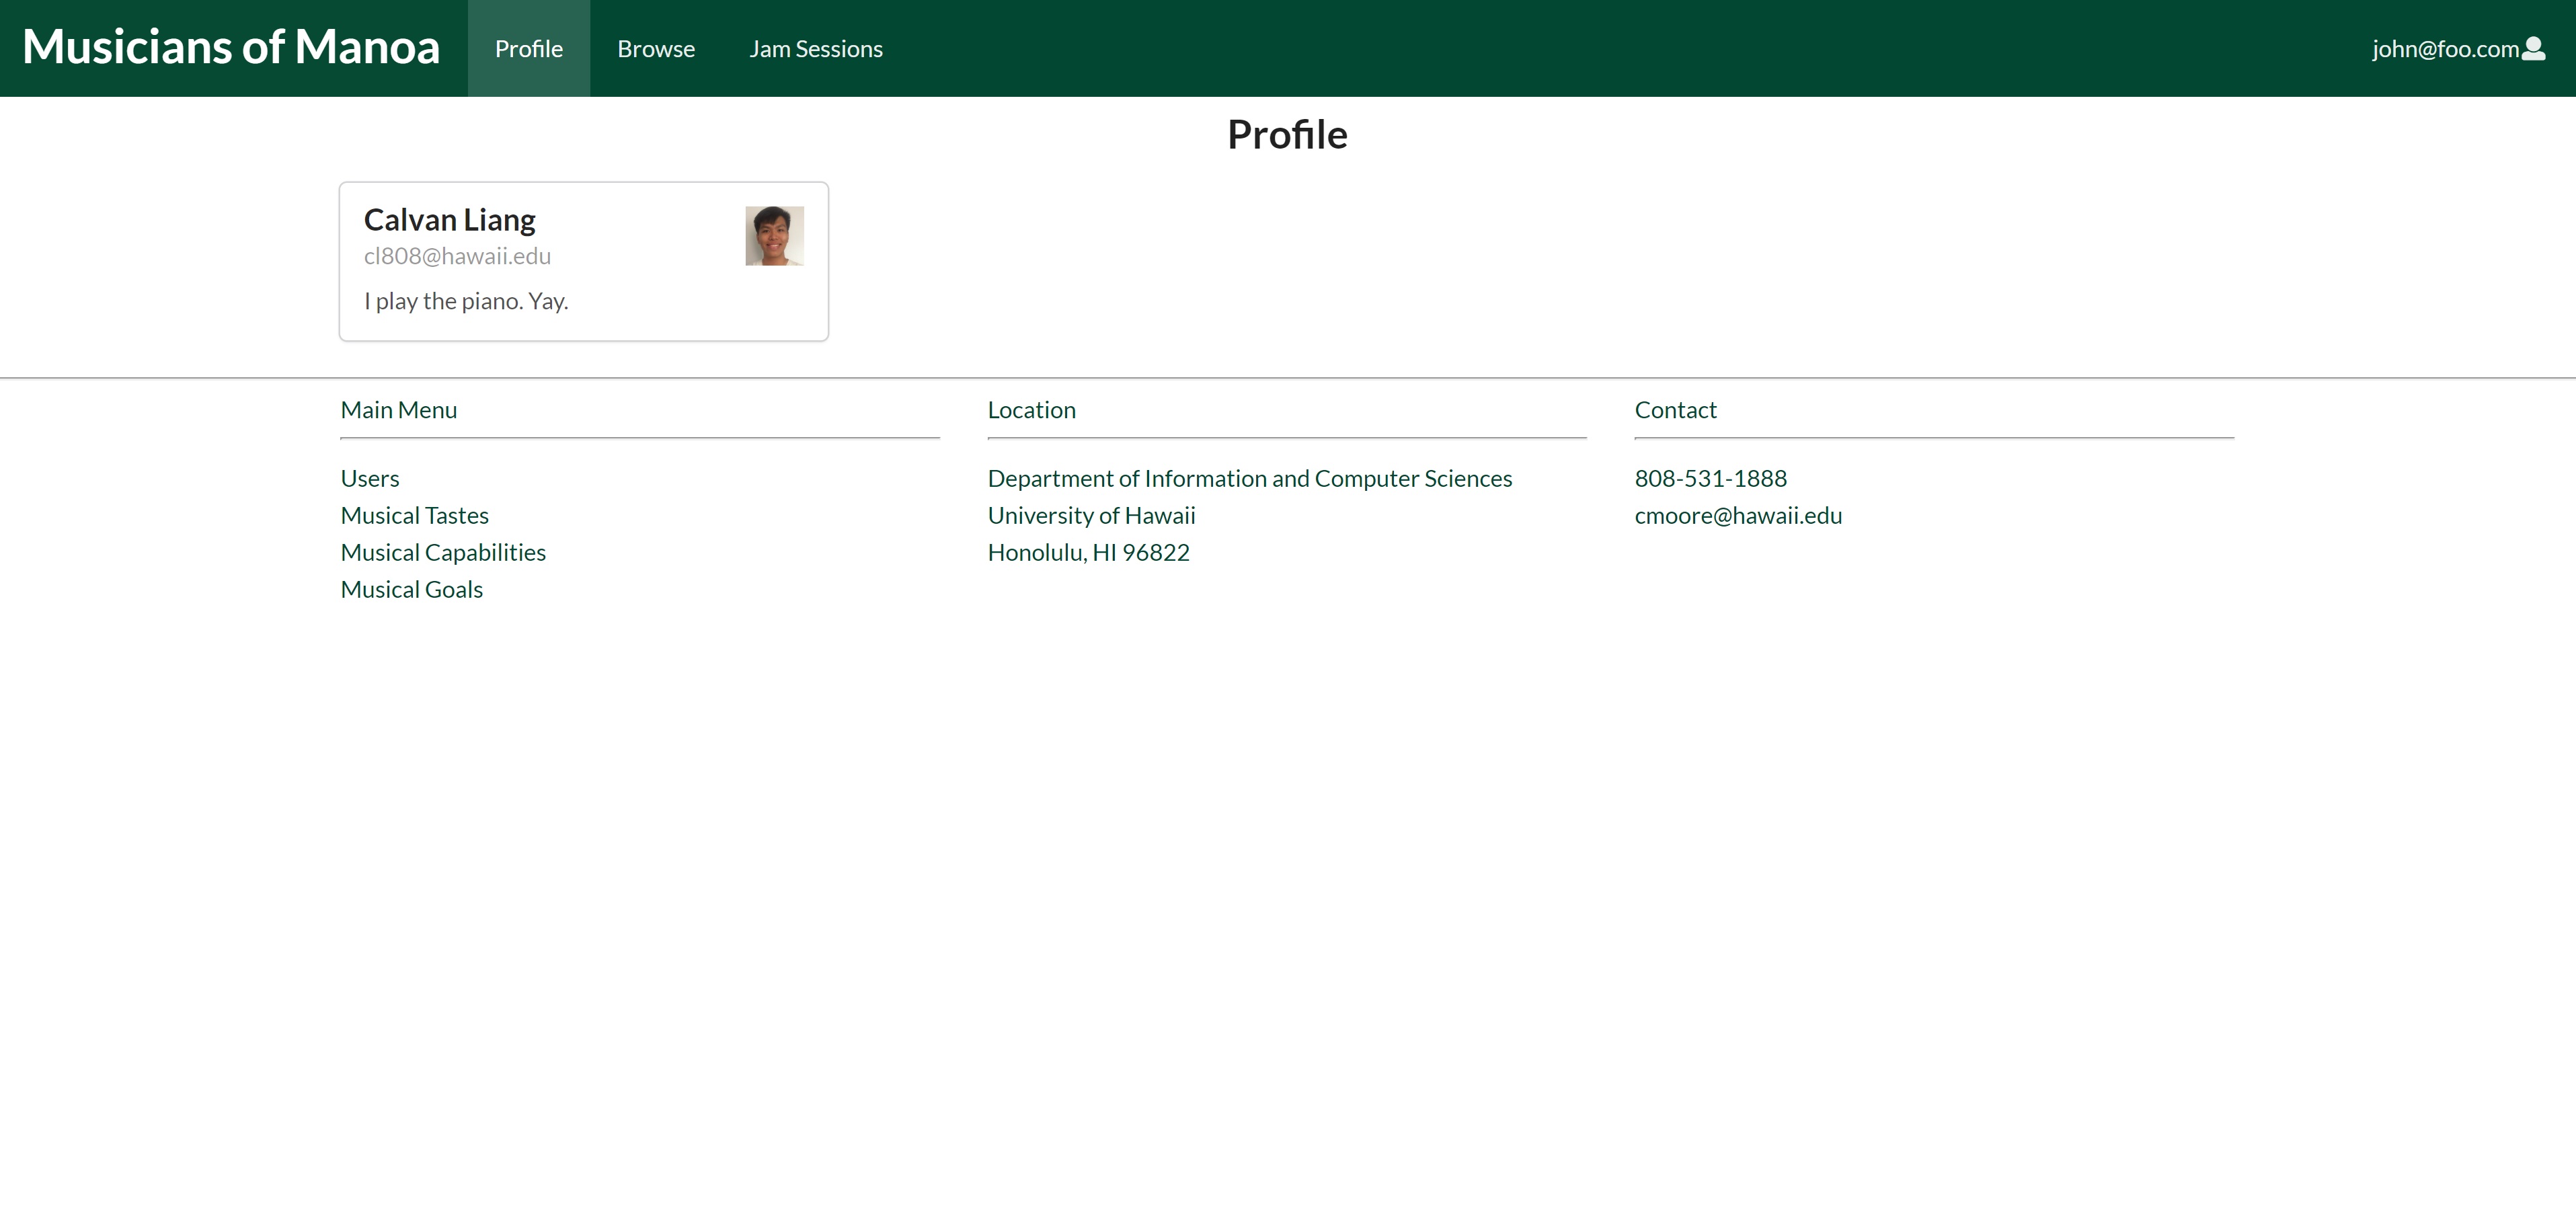 Musicians of Manoa Profile Browse Jam Sessions john@foo.com
Profile
Calvan Liang
cl808@hawaii.edu
I play the piano. Yay.
Main Menu
Users
Musical Tastes
Musical Capabilities
Musical Goals
Location
Department of Information and Computer Sciences
University of Hawaii
Honolulu, HI 96822
Contact
808-531-1888
cmoore@hawaii.edu